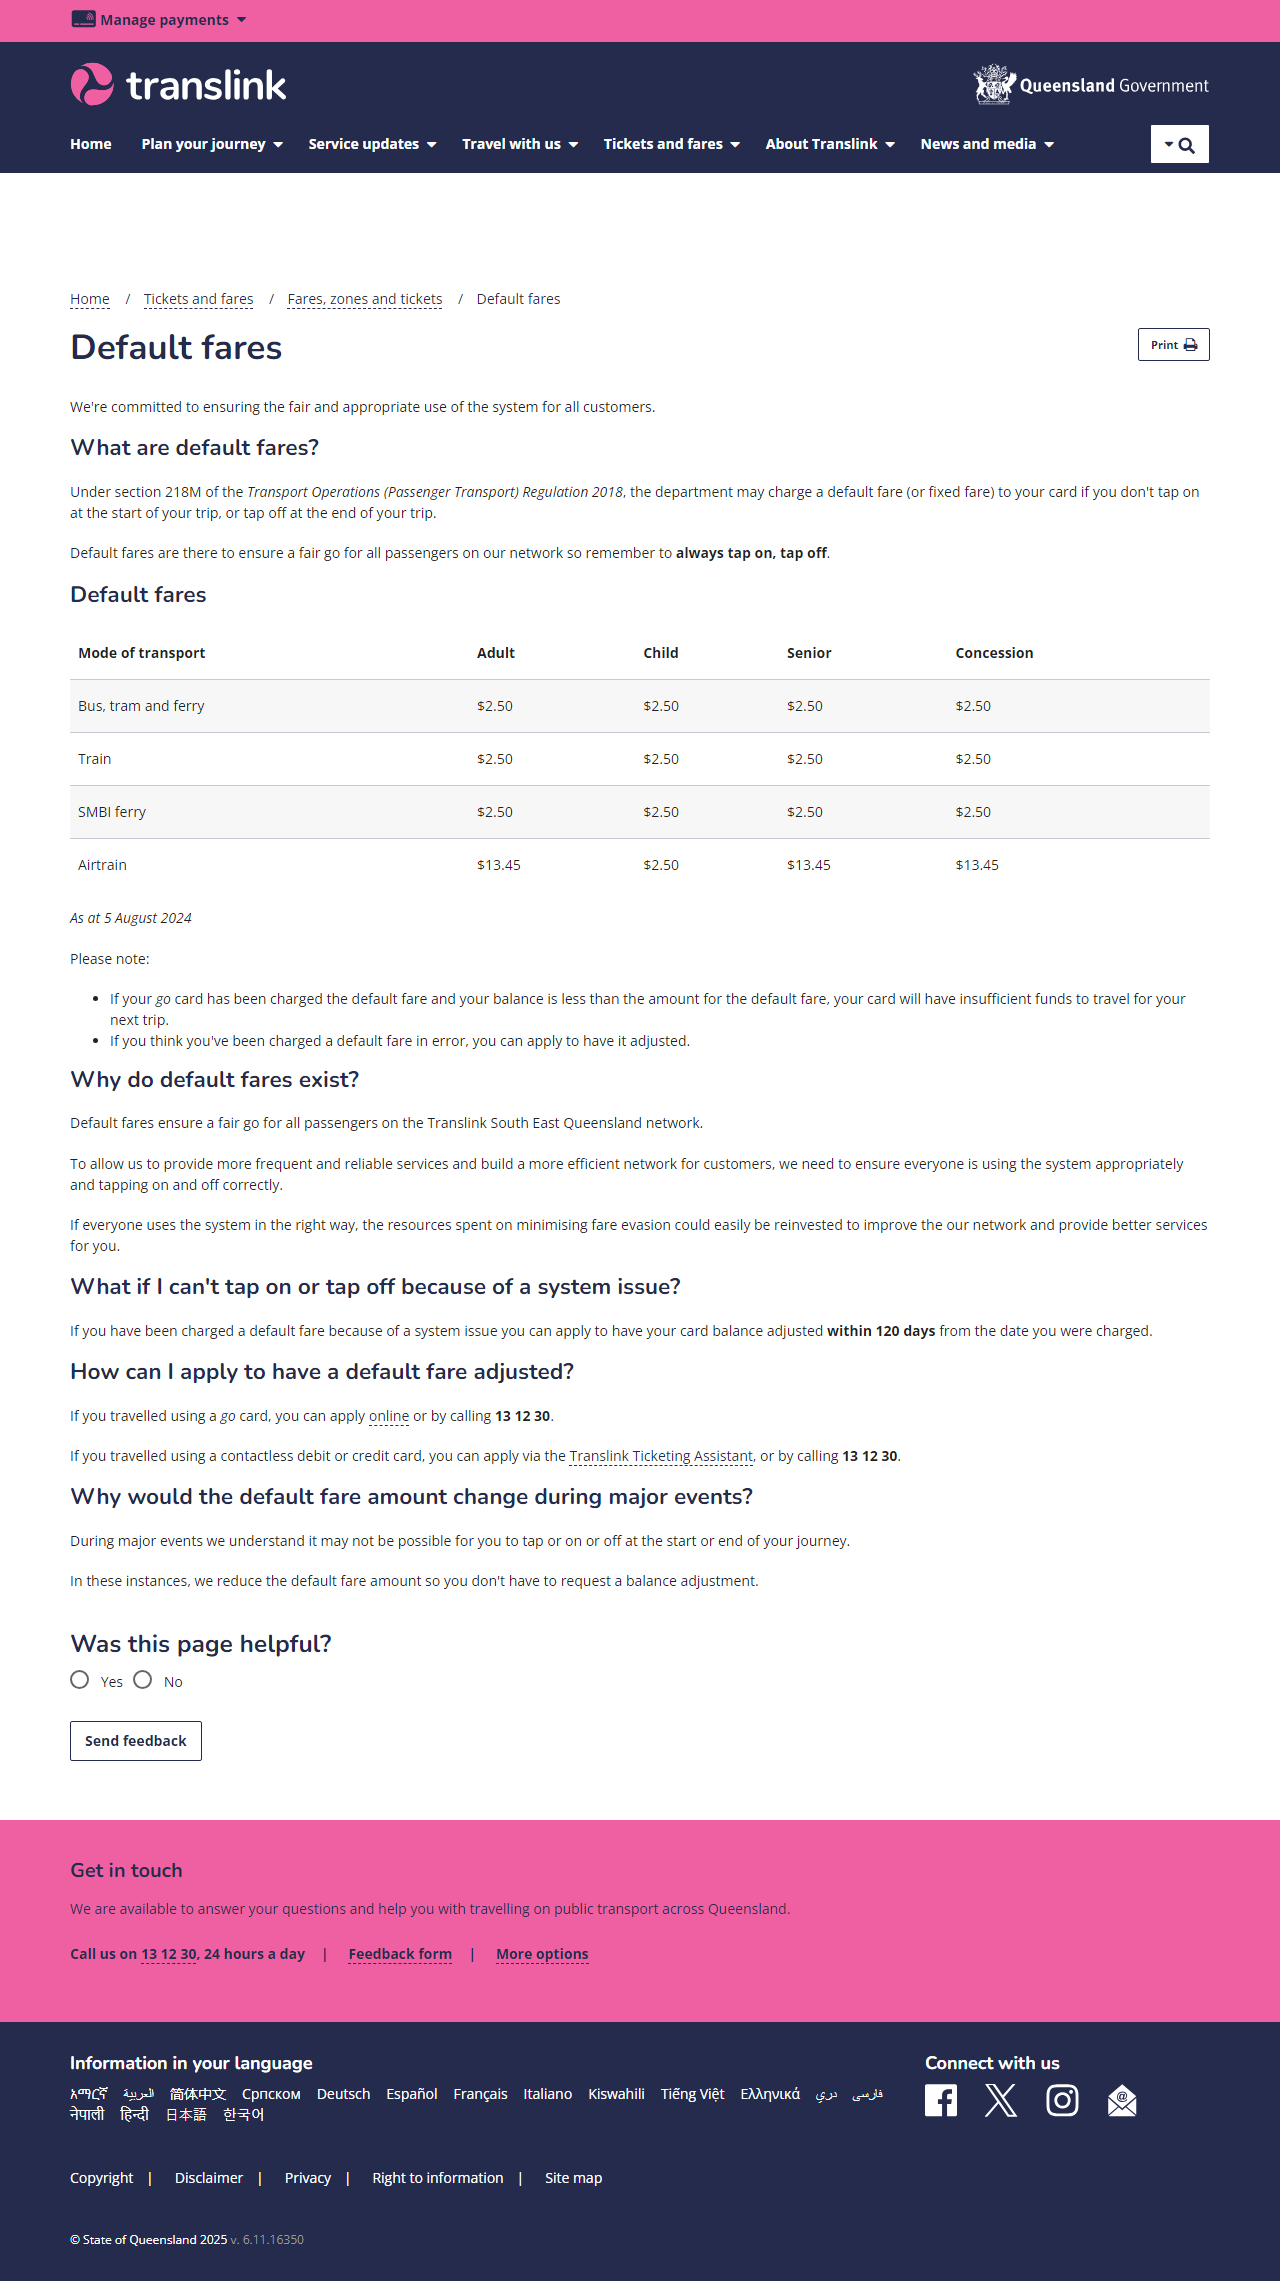 Manage payments
translink
Queensland Government
Home Plan your journey Service updates Travel with us Tickets and fares About Translink News and media
Home / Tickets and fares / Fares, zones and tickets / Default fares
Default fares
Print
We're committed to ensuring the fair and appropriate use of the system for all customers.
What are default fares?
Under section 218M of the Transport Operations (Passenger Transport) Regulation 2018, the department may charge a default fare (or fixed fare) to your card if you don't tap on
at the start of your trip, or tap off at the end of your trip.
Default fares are there to ensure a fair go for all passengers on our network so remember to always tap on, tap off.
Default fares
Mode of transport Adult Child Senior Concession
Bus, tram and ferry $2.50 $2.50 $2.50 $2.50
Train $2.50 $2.50 $2.50 $2.50
SMBI ferry $2.50 $2.50 $2.50 $2.50
Airtrain $13.45 $2.50 $13.45 $13.45
As at 5 August 2024
Please note:
• If your go card has been charged the default fare and your balance is less than the amount for the default fare, your card will have insufficient funds to travel for your
next trip.
• If you think you've been charged a default fare in error, you can apply to have it adjusted.
Why do default fares exist?
Default fares ensure a fair go for all passengers on the Translink South East Queensland network.
To allow us to provide more frequent and reliable services and build a more efficient network for customers, we need to ensure everyone is using the system appropriately
and tapping on and off correctly.
If everyone uses the system in the right way, the resources spent on minimising fare evasion could easily be reinvested to improve the our network and provide better services
for you.
What if I can't tap on or tap off because of a system issue?
If you have been charged a default fare because of a system issue you can apply to have your card balance adjusted within 120 days from the date you were charged.
How can I apply to have a default fare adjusted?
If you travelled using a go card, you can apply online or by calling 13 12 30.
If you travelled using a contactless debit or credit card, you can apply via the Translink Ticketing Assistant, or by calling 13 12 30.
Why would the default fare amount change during major events?
During major events we understand it may not be possible for you to tap or on or off at the start or end of your journey.
In these instances, we reduce the default fare amount so you don't have to request a balance adjustment.
Was this page helpful?
Yes No
Send feedback
Get in touch
We are available to answer your questions and help you with travelling on public transport across Queensland.
Call us on 13 12 30, 24 hours a day | Feedback form | More options
Information in your language
አማርኛ العربية 简体中文 Српском Deutsch Español Français Italiano Kiswahili Tiếng Việt Ελληνικά دری فارسی
नेपाली हिन्दी 日本語 한국어
Connect with us
Copyright | Disclaimer | Privacy | Right to information | Site map
© State of Queensland 2025 v. 6.11.16350